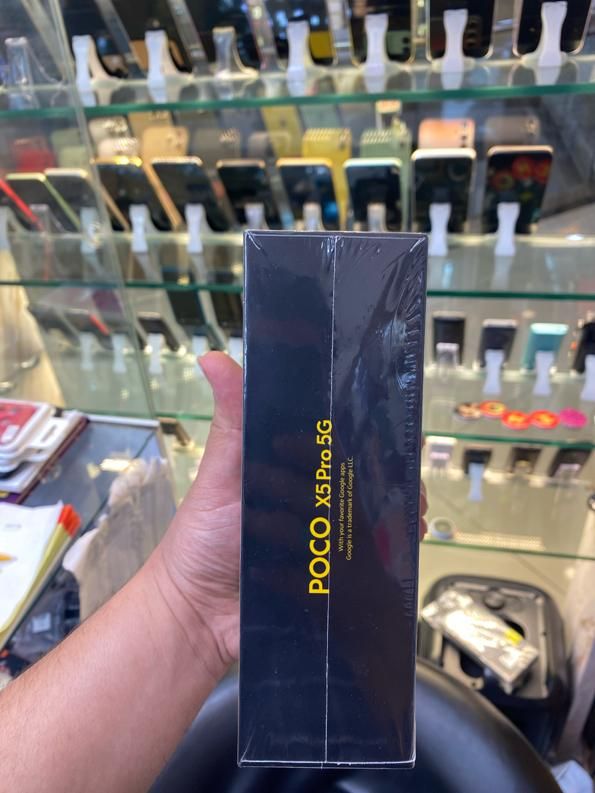 POCO X5 Pro 5G
With your favorite Google apps
Google is a trademark of Google LLC.